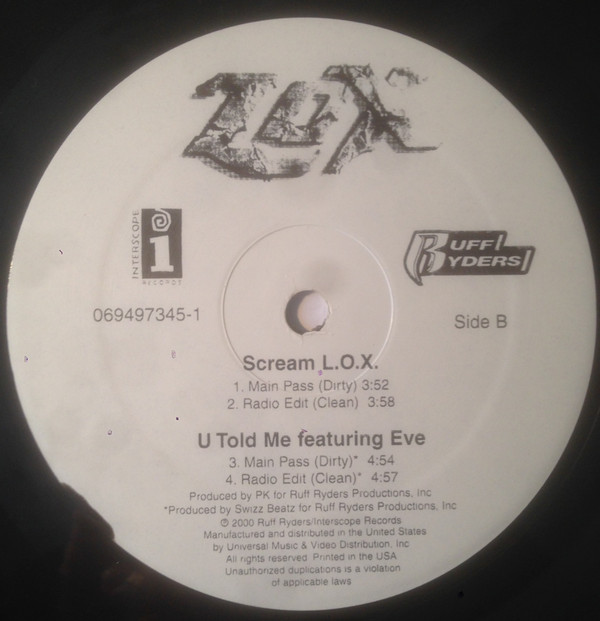 LOX
INTERSCOPE
i
RECORDS
RUFF
RYDERS
069497345-1
Side B
Scream L.O.X.
1. Main Pass (Dirty) 3:52
2. Radio Edit (Clean) 3:58
U Told Me featuring Eve
3. Main Pass (Dirty)* 4:54
4. Radio Edit (Clean)* 4:57
Produced by PK for Ruff Ryders Productions, Inc
*Produced by Swizz Beatz for Ruff Ryders Productions, Inc
℗ 2000 Ruff Ryders/Interscope Records
Manufactured and distributed in the United States
by Universal Music & Video Distribution, Inc
All rights reserved Printed in the USA
Unauthorized duplications is a violation
of applicable laws